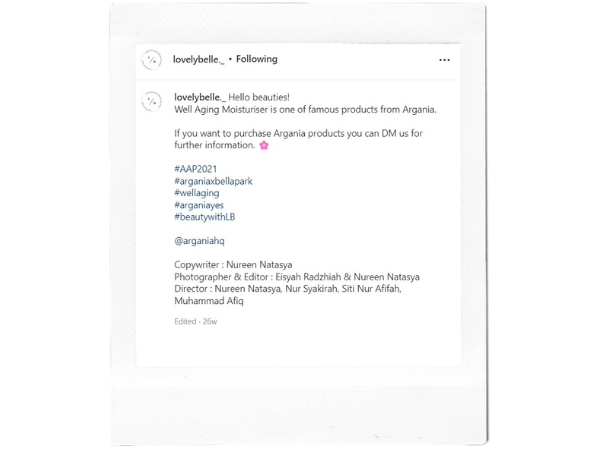 lovelybelle._ • Following
lovelybelle._ Hello beauties!
Well Aging Moisturiser is one of famous products from Argania.
If you want to purchase Argania products you can DM us for
further information. 🌸
#AAP2021
#arganiaxbellapark
#wellaging
#arganiayes
#beautywithLB
@arganiahq
Copywriter : Nureen Natasya
Photographer & Editor : Eisyah Radzhiah & Nureen Natasya
Director : Nureen Natasya, Nur Syakirah, Siti Nur Afifah,
Muhammad Afiq
Edited · 26w